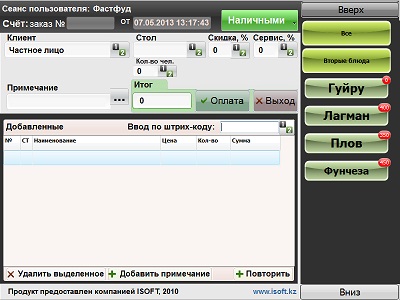 Сеанс пользователя: Фастфуд
Счёт: заказ № от 07.05.2013 13:17:43 Наличными
Клиент Стол Скидка, % Сервис, %
Частное лицо 0 0
Кол-во чел.
0
Примечание Итог
0 Оплата Выход
Добавленные Ввод по штрих-коду:
№ СТ Наименование Цена Кол-во Сумма
Удалить выделенное Добавить примечание Повторить
Продукт предоставлен компанией ISOFT, 2010 www.isoft.kz
Вверх
Все
Вторые блюда
Гуйру
Лагман
400
Плов
Фунчеза
450
Вниз